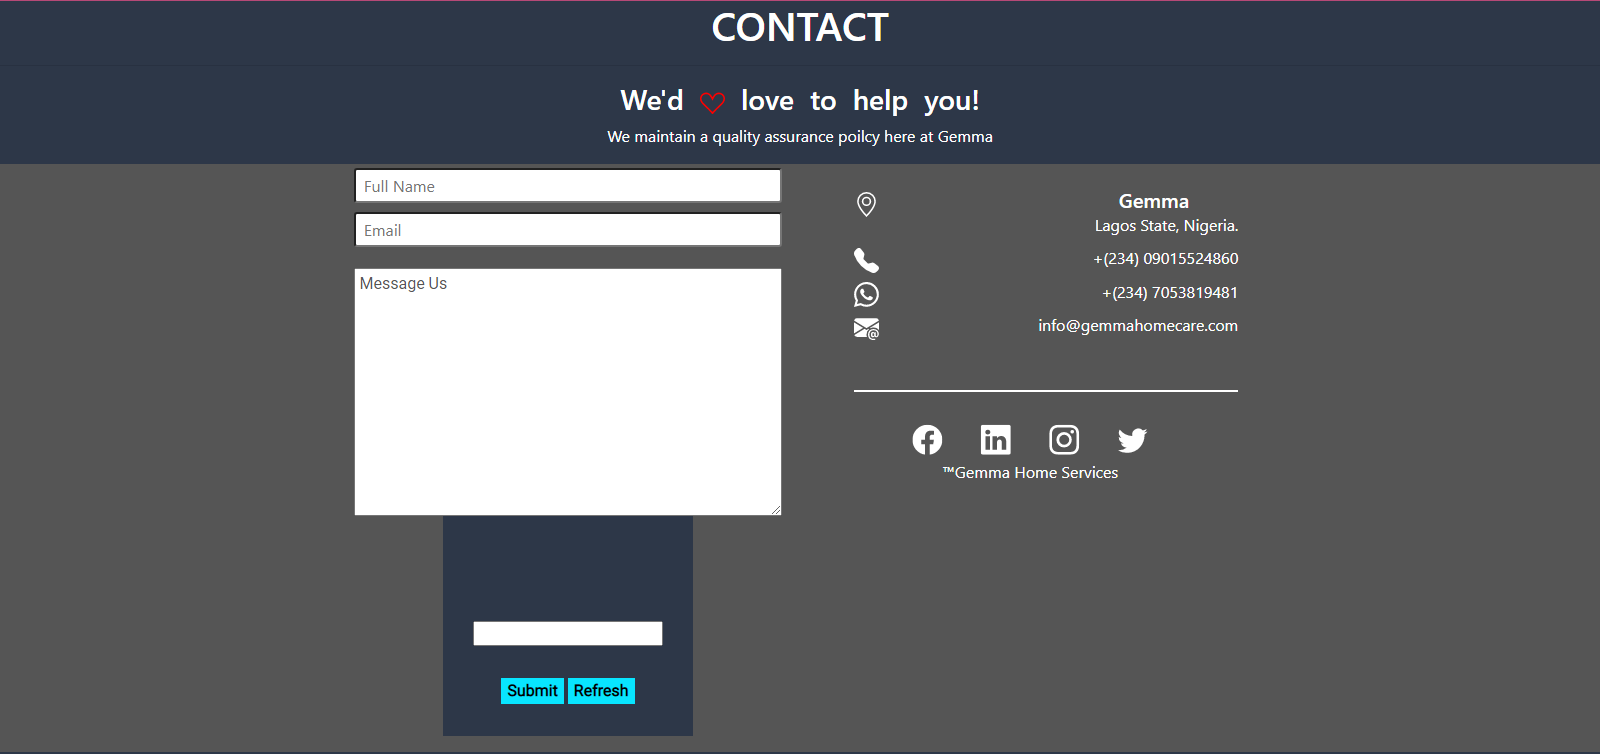 CONTACT
We'd love to help you!
We maintain a quality assurance poilcy here at Gemma
Full Name
Email
Message Us
Submit Refresh
Gemma
Lagos State, Nigeria.
+(234) 09015524860
+(234) 7053819481
info@gemmahomecare.com
™Gemma Home Services